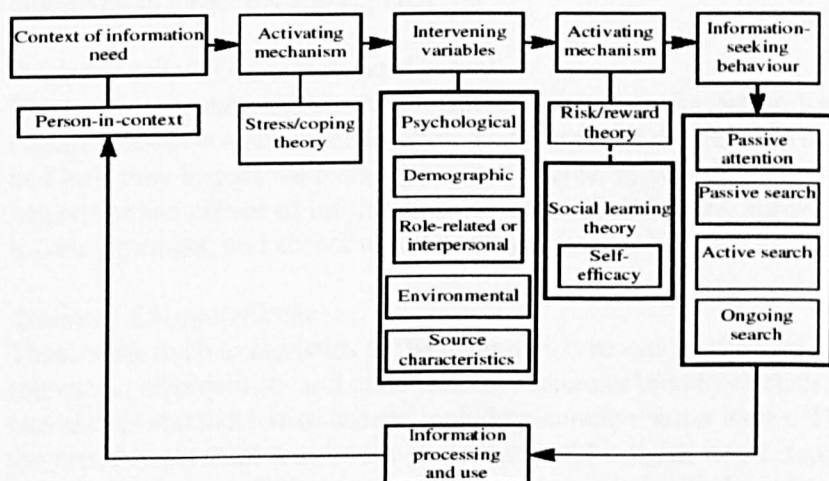 Context of information
need
Activating
mechanism
Intervening
variables
Activating
mechanism
Information-
seeking
behaviour
Person-in-context
Stress/coping
theory
Psychological
Demographic
Role-related or
interpersonal
Environmental
Source
characteristics
Risk/reward
theory
Social learning
theory
Self-
efficacy
Passive
attention
Passive search
Active search
Ongoing
search
Information
processing
and use